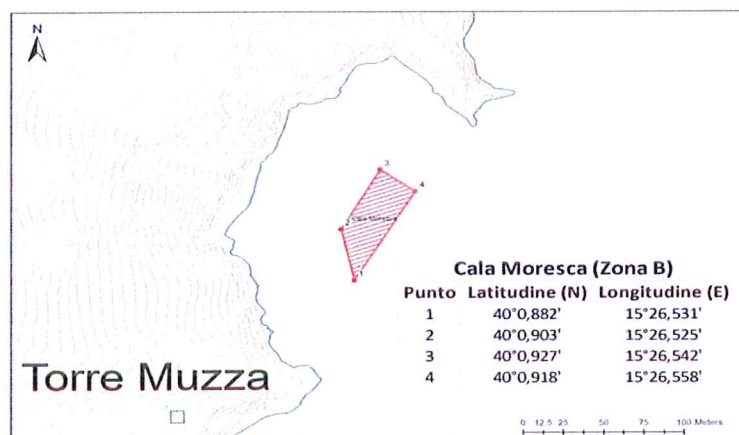 N
3
4
2
Cala Moresca
1
Cala Moresca (Zona B)
Punto Latitudine (N) Longitudine (E)
1 40°0,882' 15°26,531'
2 40°0,903' 15°26,525'
3 40°0,927' 15°26,542'
4 40°0,918' 15°26,558'
Torre Muzza
0 12.5 25 50 75 100 Meters